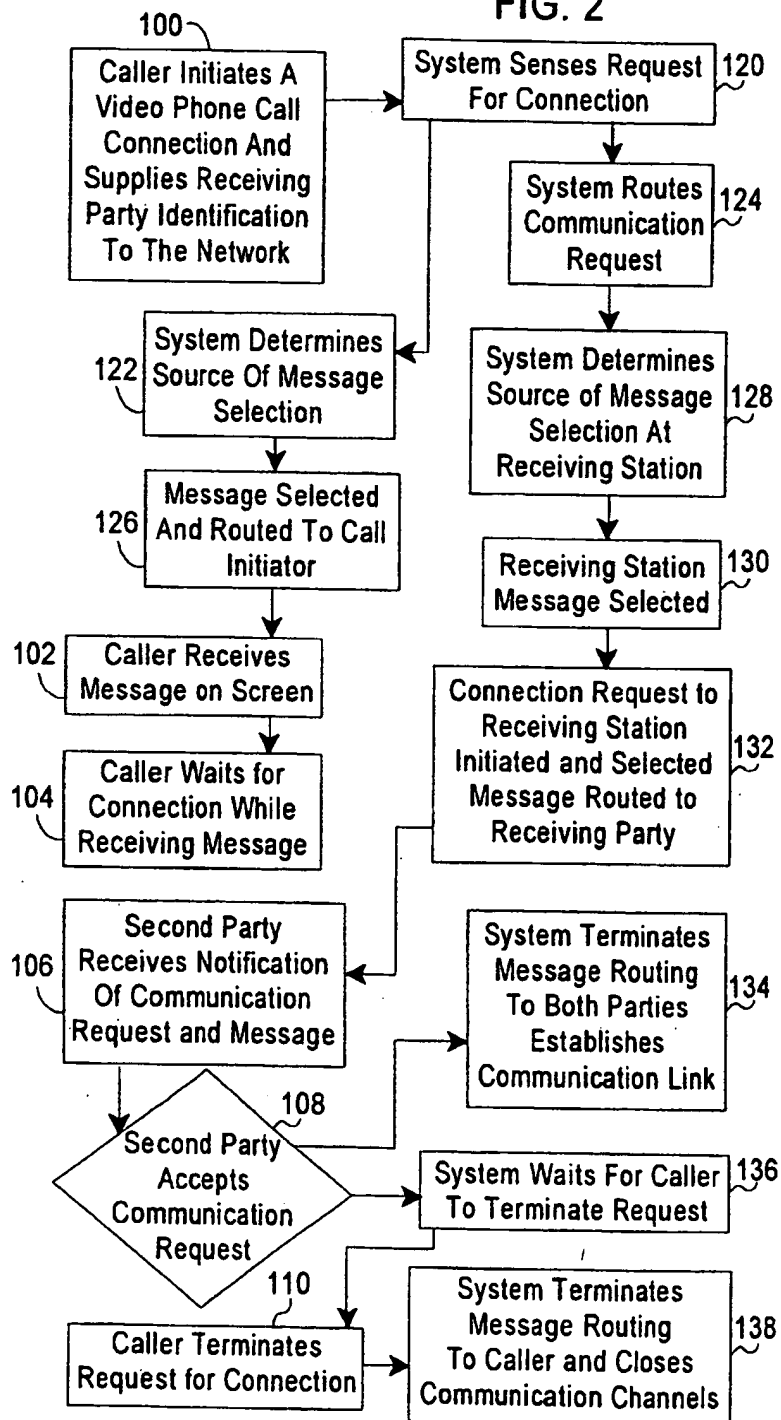 FIG. 2
100
Caller Initiates A
Video Phone Call
Connection And
Supplies Receiving
Party Identification
To The Network
System Senses Request
For Connection
120
System Routes
Communication
Request
124
System Determines
Source Of Message
Selection
122
System Determines
Source of Message
Selection At
Receiving Station
128
Message Selected
And Routed To Call
Initiator
126
Receiving Station
Message Selected
130
102
Caller Receives
Message on Screen
Connection Request to
Receiving Station
Initiated and Selected
Message Routed to
Receiving Party
132
104
Caller Waits for
Connection While
Receiving Message
106
Second Party
Receives Notification
Of Communication
Request and Message
System Terminates
Message Routing
To Both Parties
Establishes
Communication Link
134
108
Second Party
Accepts
Communication
Request
System Waits For Caller
To Terminate Request
136
110
Caller Terminates
Request for Connection
System Terminates
Message Routing
To Caller and Closes
Communication Channels
138